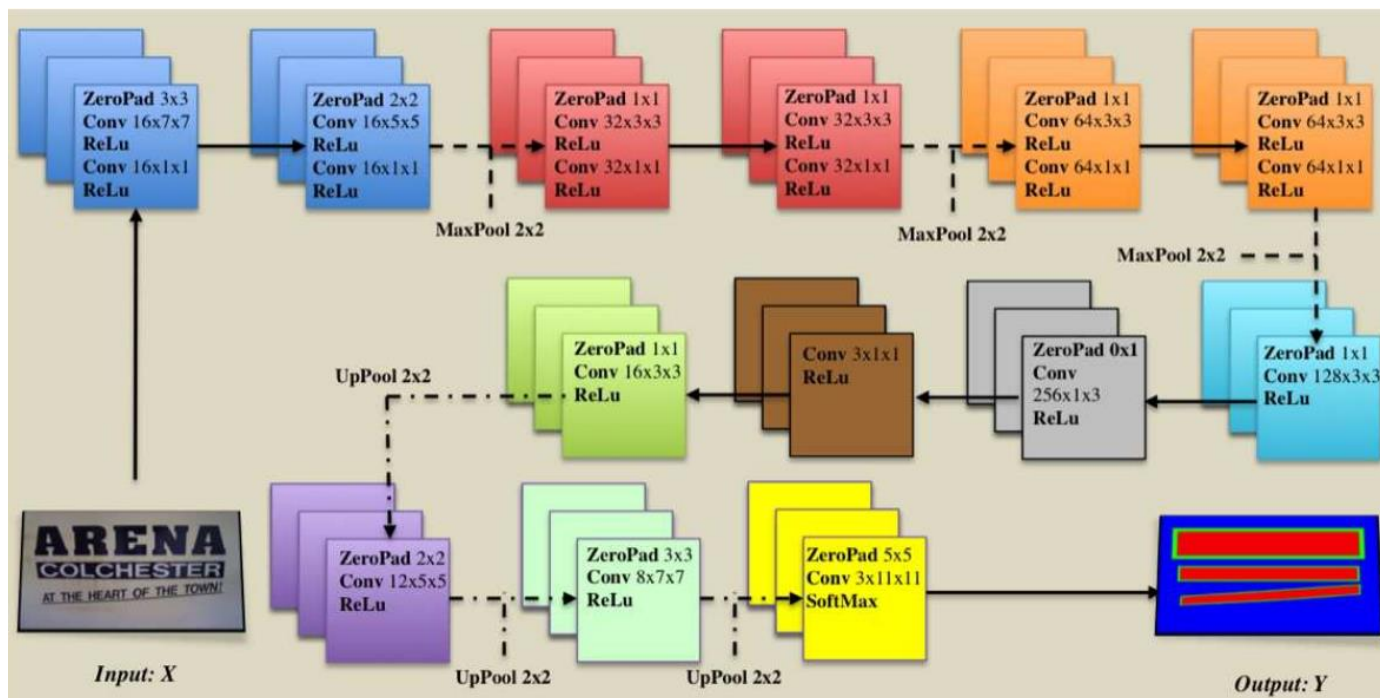 ZeroPad 3x3
Conv 16x7x7
ReLu
Conv 16x1x1
ReLu
ZeroPad 2x2
Conv 16x5x5
ReLu
Conv 16x1x1
ReLu
MaxPool 2x2
ZeroPad 1x1
Conv 32x3x3
ReLu
Conv 32x1x1
ReLu
ZeroPad 1x1
Conv 32x3x3
ReLu
Conv 32x1x1
ReLu
MaxPool 2x2
ZeroPad 1x1
Conv 64x3x3
ReLu
Conv 64x1x1
ReLu
ZeroPad 1x1
Conv 64x3x3
ReLu
Conv 64x1x1
ReLu
MaxPool 2x2
ZeroPad 1x1
Conv 128x3x3
ReLu
ZeroPad 0x1
Conv
256x1x3
ReLu
Conv 3x1x1
ReLu
ZeroPad 1x1
Conv 16x3x3
ReLu
UpPool 2x2
ZeroPad 2x2
Conv 12x5x5
ReLu
UpPool 2x2
ZeroPad 3x3
Conv 8x7x7
ReLu
UpPool 2x2
ZeroPad 5x5
Conv 3x11x11
SoftMax
ARENA
COLCHESTER
AT THE HEART OF THE TOWN!
Input: X
Output: Y